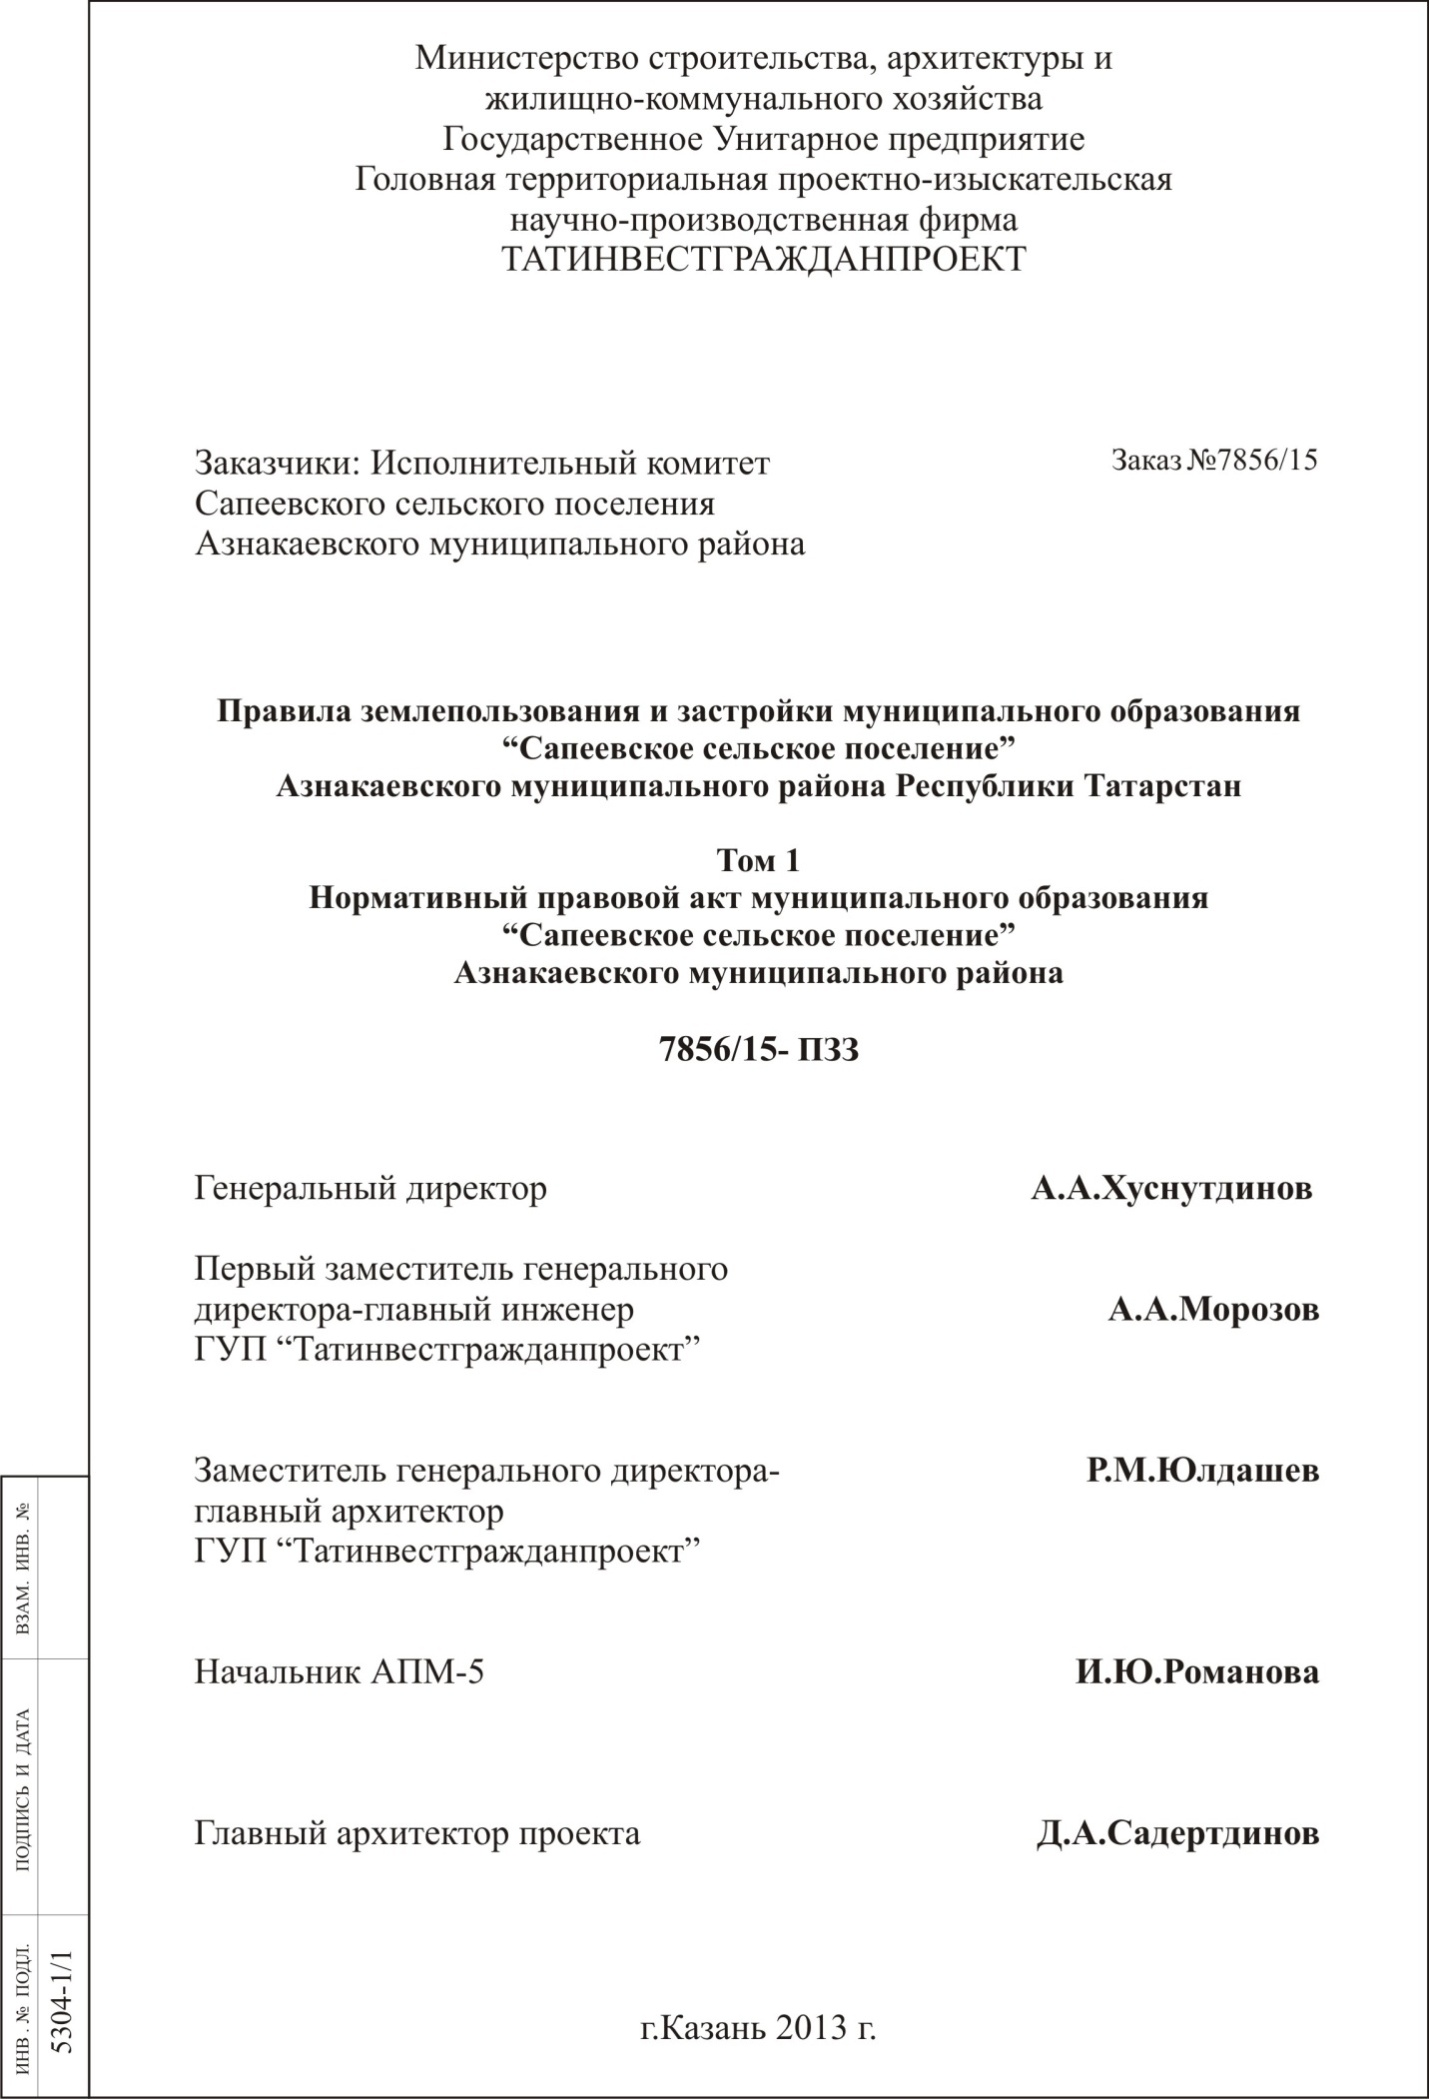 Министерство строительства, архитектуры и
жилищно-коммунального хозяйства
Государственное Унитарное предприятие
Головная территориальная проектно-изыскательская
научно-производственная фирма
ТАТИНВЕСТГРАЖДАНПРОЕКТ
Заказчики: Исполнительный комитет
Сапеевского сельского поселения
Азнакаевского муниципального района
Заказ №7856/15
Правила землепользования и застройки муниципального образования
“Сапеевское сельское поселение”
Азнакаевского муниципального района Республики Татарстан
Том 1
Нормативный правовой акт муниципального образования
“Сапеевское сельское поселение”
Азнакаевского муниципального района
7856/15- ПЗЗ
Генеральный директор А.А.Хуснутдинов
Первый заместитель генерального
директора-главный инженер А.А.Морозов
ГУП “Татинвестгражданпроект”
Заместитель генерального директора- Р.М.Юлдашев
главный архитектор
ГУП “Татинвестгражданпроект”
Начальник АПМ-5 И.Ю.Романова
Главный архитектор проекта Д.А.Садертдинов
г.Казань 2013 г.
ВЗАМ. ИНВ. №
ПОДПИСЬ И ДАТА
ИНВ. № ПОДЛ.
5304-1/1